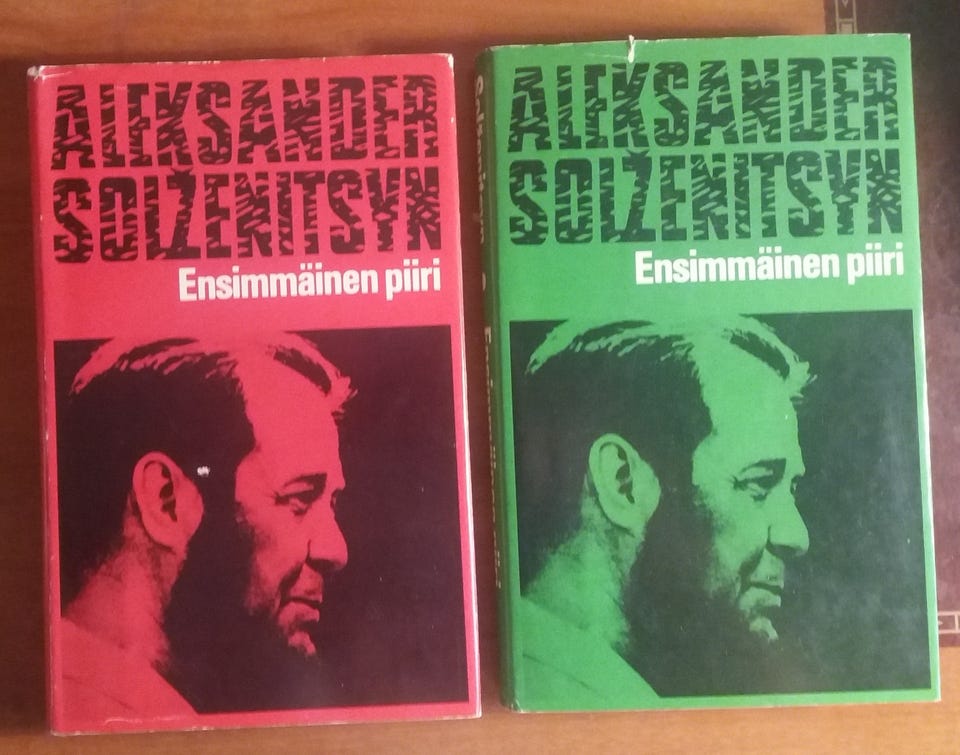 ALEKSANDER
SOLŽENITSYN
Ensimmäinen piiri
ALEKSANDER
SOLŽENITSYN
Ensimmäinen piiri